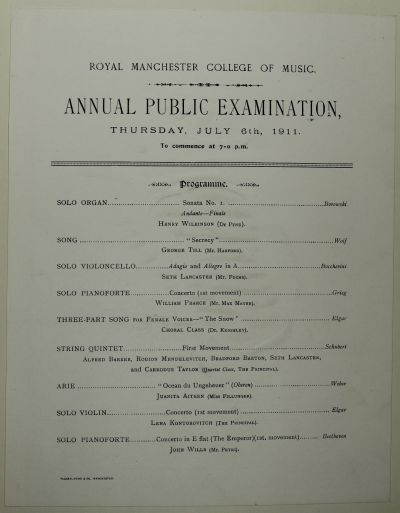 ROYAL MANCHESTER COLLEGE OF MUSIC.
ANNUAL PUBLIC EXAMINATION,
THURSDAY, JULY 6th, 1911.
To commence at 7-0 p.m.
Programme.
SOLO ORGAN.............................. Sonata No. 1. ..............................Borowski
Andante—Finale
HENRY WILKINSON (DR PYNE).
SONG .............................. "Secrecy" ..............................Wolf
GEORGE TILL (MR. HARFORD).
SOLO VIOLONCELLO..................Adagio and Allegro in A..................Boccherini
SETH LANCASTER (MR. FUCHS).
SOLO PIANOFORTE ..................Concerto (1st movement) ..................Grieg
WILLIAM PEARCE (MR. MAX MAYER).
THREE-PART SONG FOR FEMALE VOICES—"The Snow" ..................Elgar
CHORAL CLASS (DR. KEIGHLEY).
STRING QUINTET ..................First Movement..................Schubert
ALFRED BARKER, RODION MENDELEVITCH, BRADFORD BARTON, SETH LANCASTER,
AND CARRODUS TAYLOR (Quartet Class, THE PRINCIPAL).
ARIE .................. "Ocean du Ungeheuer" (Oberon) ..................Weber
JUANITA AITKEN (MISS FILLUNGER).
SOLO VIOLIN..................Concerto (1st movement) ..................Elgar
LENA KONTOROVITCH (THE PRINCIPAL).
SOLO PIANOFORTE ..........Concerto in E flat (The Emperor)(1st. movement)...... Beethoven
JOHN WILLS (MR. PETRI).